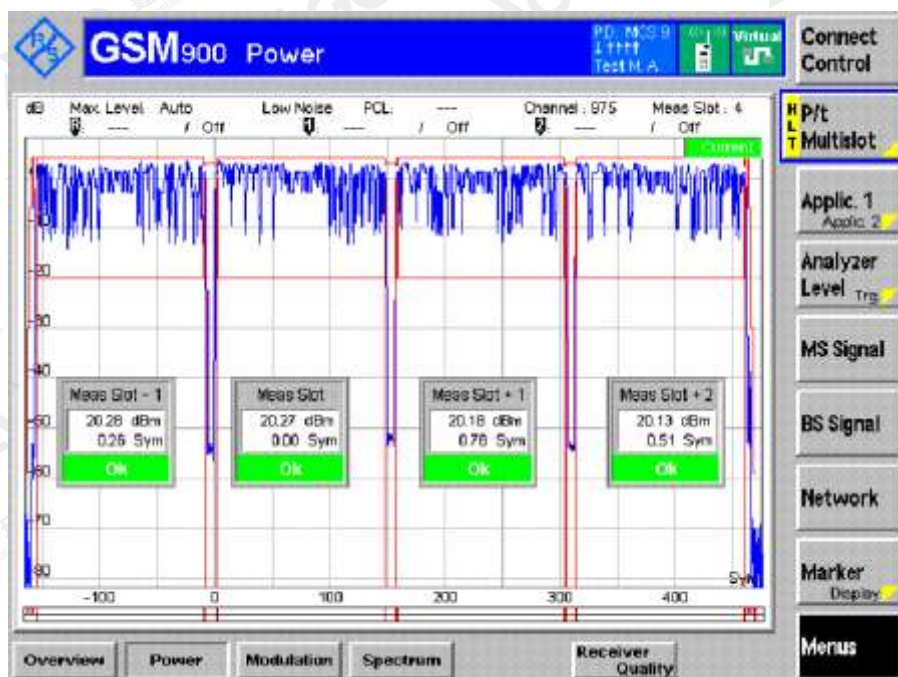 R S
GSM900 Power
PD: MCS 9
Test M. A
Virtual
Connect
Control
dB Max. Level Auto Low Noise PCL: --- Channel : 975 Meas Slot : 4
--- / Off 1 --- / Off 2 --- / Off
Current
H
L
T
P/t
Multislot
Applic. 1
Applic. 2
Analyzer
Level Trg
MS Signal
BS Signal
Network
Marker
Display
Menus
-20
-30
-40
-50
-60
-70
-80
Meas Slot - 1
20.28 dBm
0.26 Sym
Ok
Meas Slot
20.27 dBm
0.00 Sym
Ok
Meas Slot + 1
20.18 dBm
0.76 Sym
Ok
Meas Slot + 2
20.13 dBm
0.51 Sym
Ok
Sym
-100 0 100 200 300 400
Overview Power Modulation Spectrum Receiver
Quality